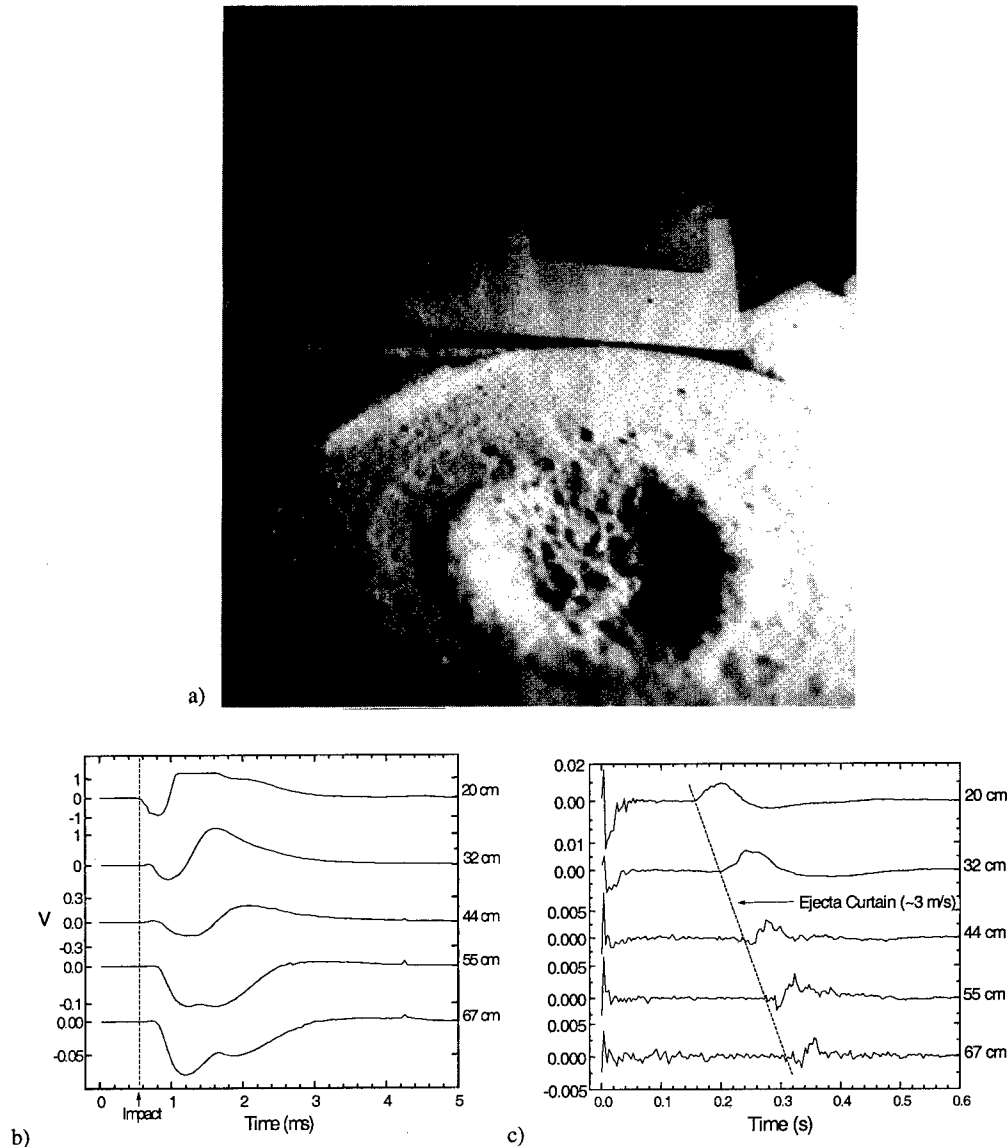 a)
1
0
-1
1
0
0.3
0.0
-0.3
0.0
-0.1
0.00
-0.05
V
20 cm
32 cm
44 cm
55 cm
67 cm
0
1
2
3
4
5
Impact
Time (ms)
b)
0.02
0.00
0.01
0.00
0.005
0.000
0.005
0.000
0.005
0.000
-0.005
20 cm
32 cm
Ejecta Curtain (~3 m/s)
44 cm
55 cm
67 cm
0.0
0.1
0.2
0.3
0.4
0.5
0.6
Time (s)
c)